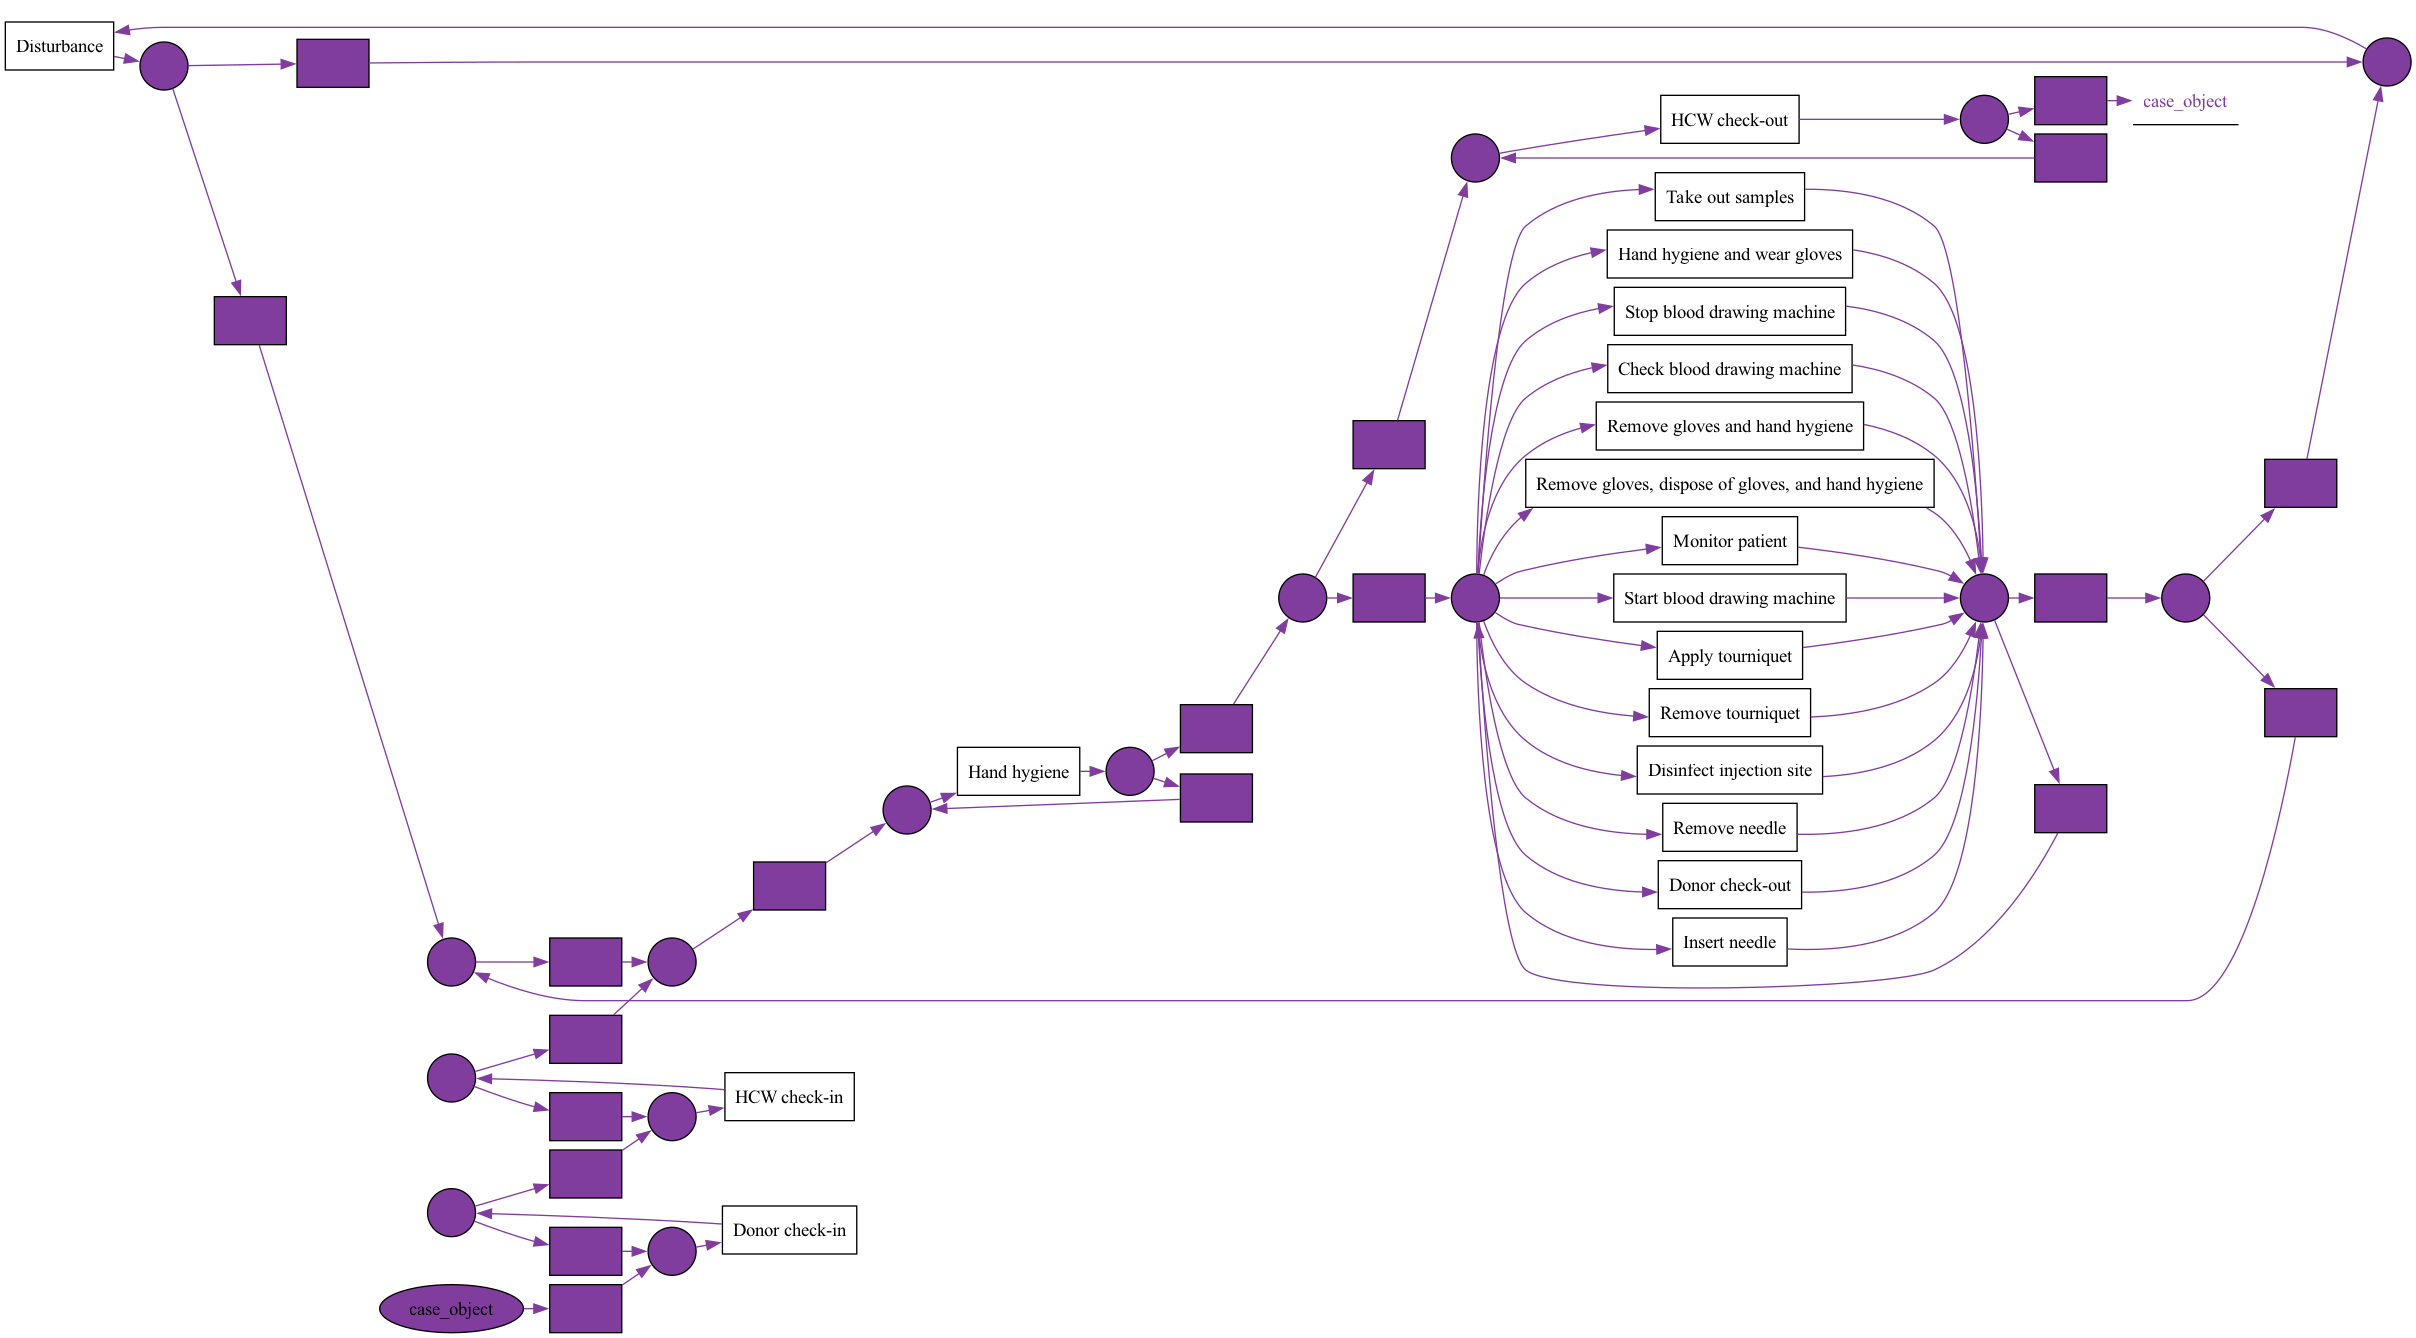 Disturbance
case_object
HCW check-out
Take out samples
Hand hygiene and wear gloves
Stop blood drawing machine
Check blood drawing machine
Remove gloves and hand hygiene
Remove gloves, dispose of gloves, and hand hygiene
Monitor patient
Start blood drawing machine
Apply tourniquet
Remove tourniquet
Hand hygiene
Disinfect injection site
Remove needle
Donor check-out
Insert needle
HCW check-in
Donor check-in
case_object